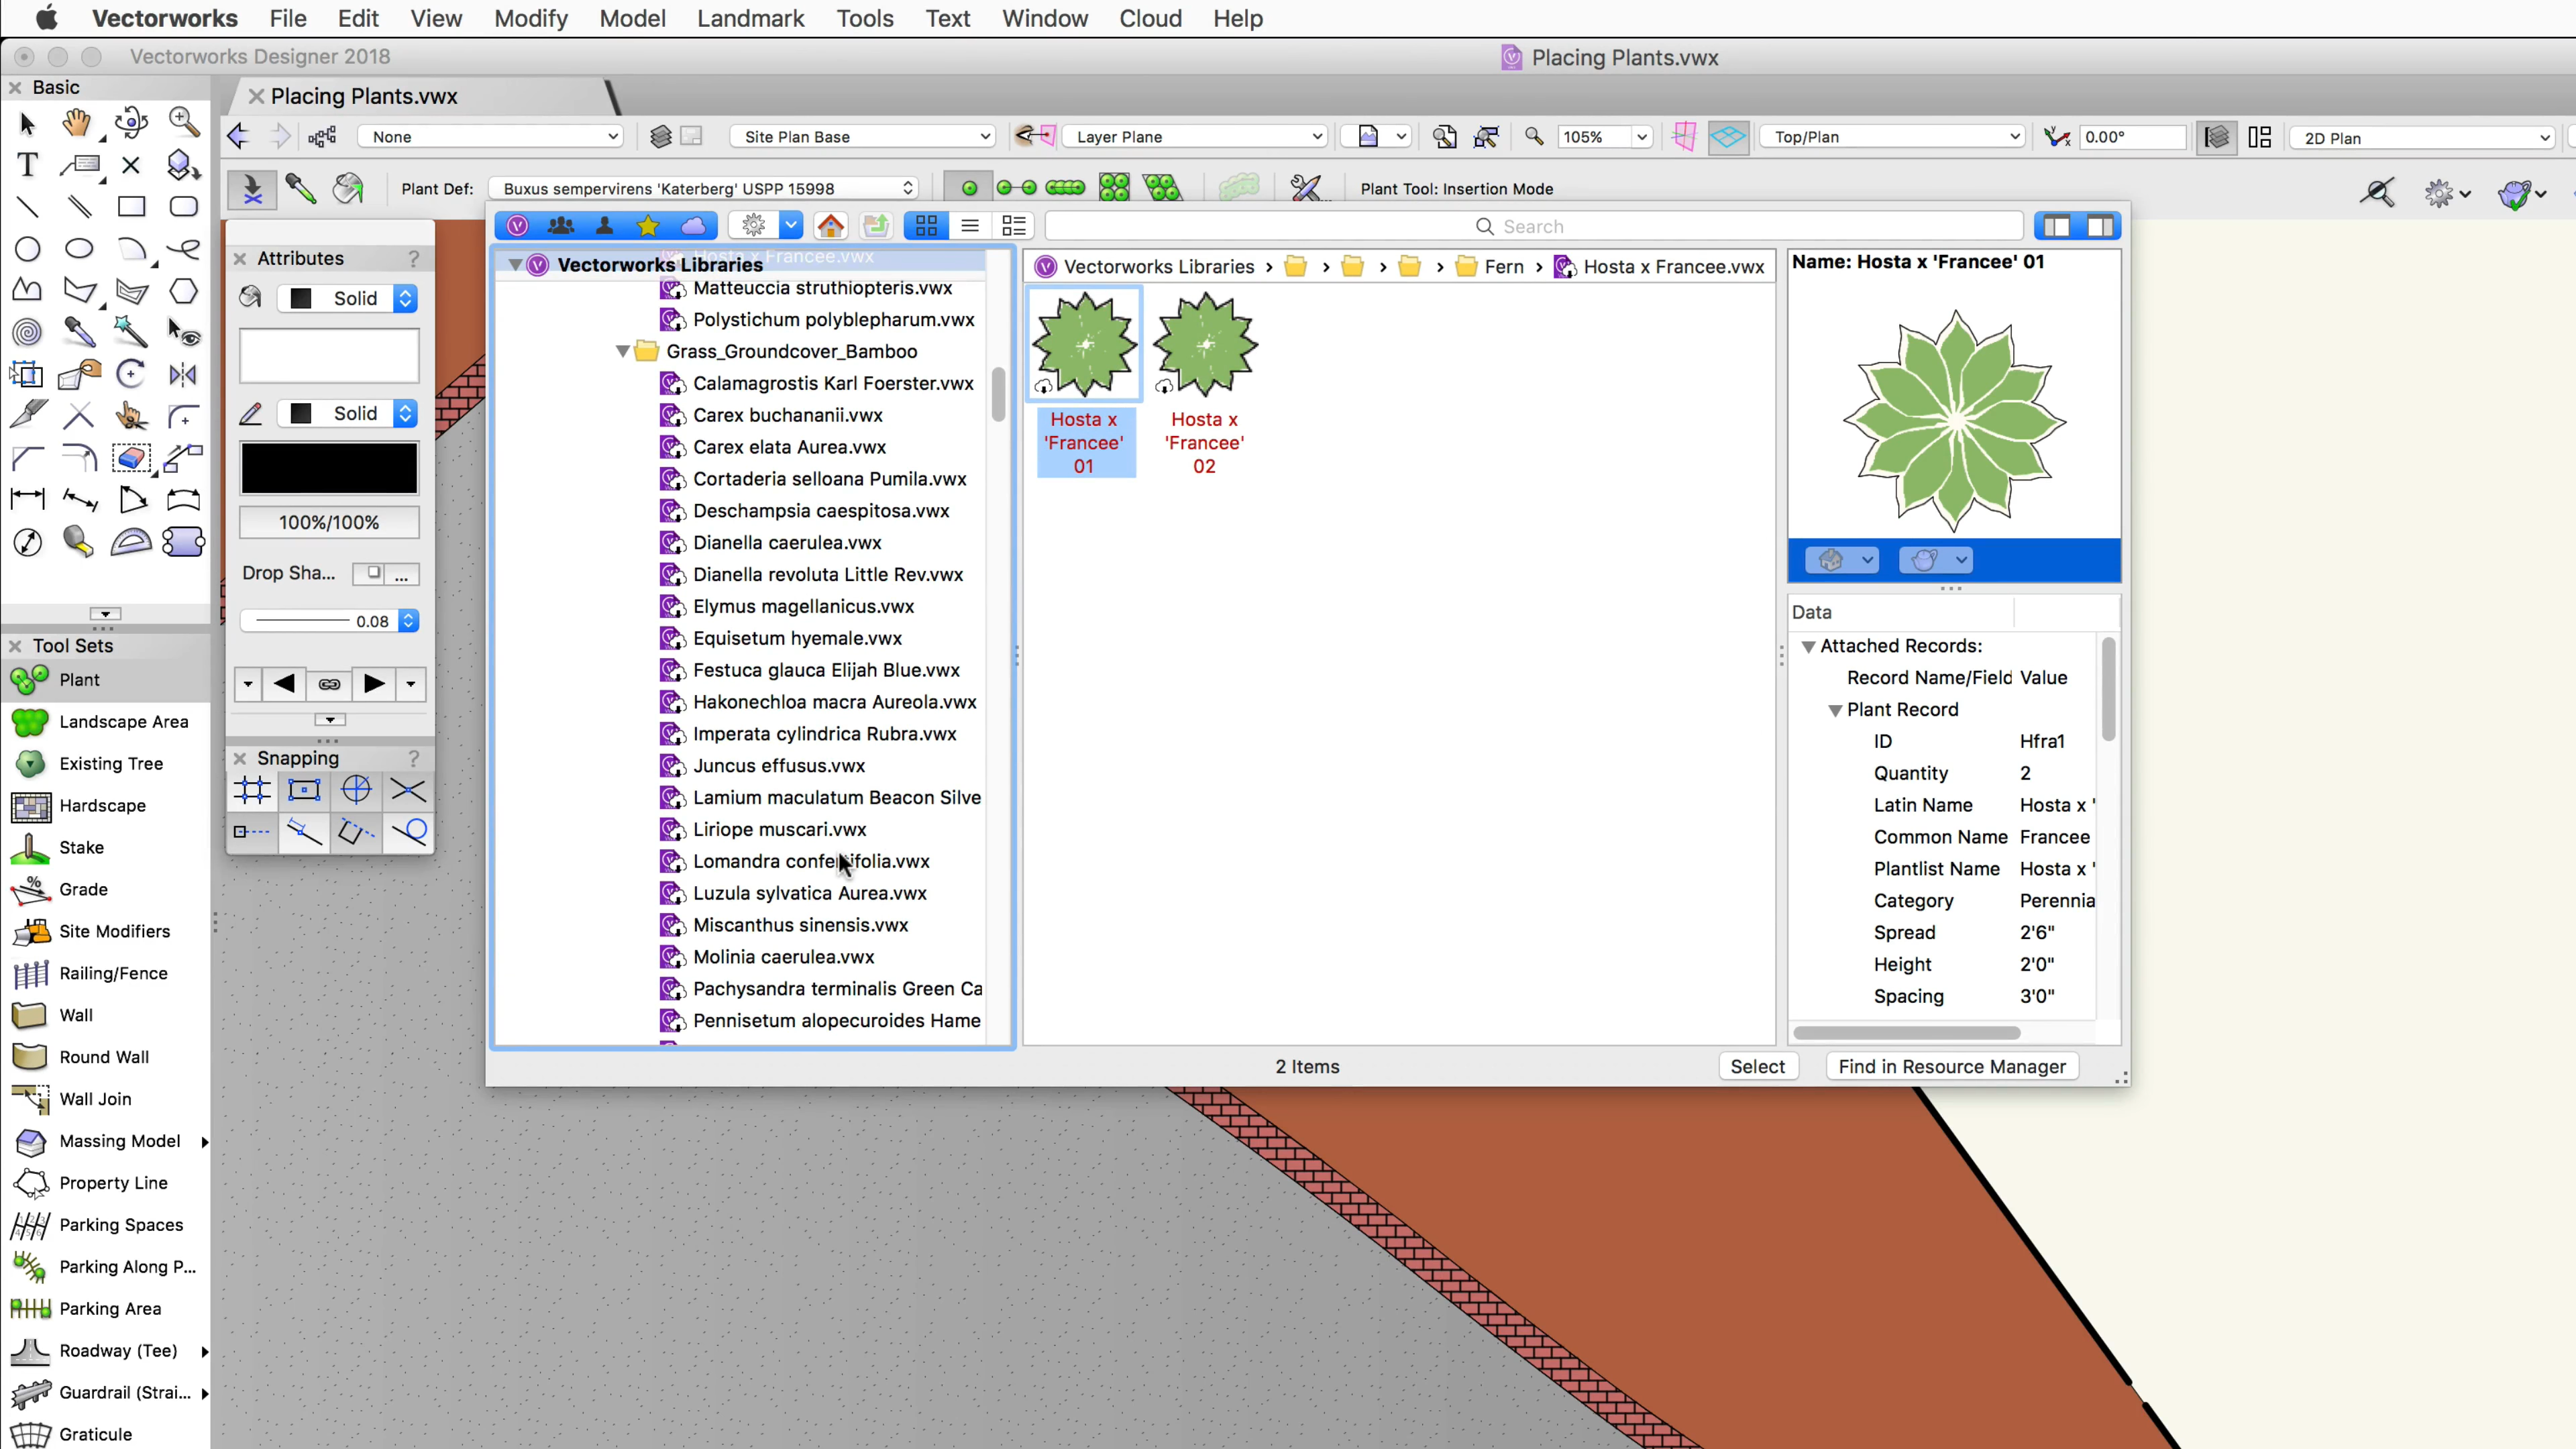 Vectorworks File Edit View Modify Model Landmark Tools Text Window Cloud Help
Vectorworks Designer 2018
Placing Plants.vwx
Basic
Placing Plants.vwx
None
Site Plan Base
Layer Plane
105%
Top/Plan
0.00°
2D Plan
Plant Def:
Buxus sempervirens 'Katerberg' USPP 15998
Plant Tool: Insertion Mode
Search
Attributes
?
Solid
Solid
100%/100%
Drop Sha...
...
0.08
Snapping
?
Tool Sets
Plant
Landscape Area
Existing Tree
Hardscape
Stake
Grade
Site Modifiers
Railing/Fence
Wall
Round Wall
Wall Join
Massing Model
Property Line
Parking Spaces
Parking Along P...
Parking Area
Roadway (Tee)
Guardrail (Strai...
Graticule
Hosta x Francee.vwx
Vectorworks Libraries
Matteuccia struthiopteris.vwx
Polystichum polyblepharum.vwx
Grass_Groundcover_Bamboo
Calamagrostis Karl Foerster.vwx
Carex buchananii.vwx
Carex elata Aurea.vwx
Cortaderia selloana Pumila.vwx
Deschampsia caespitosa.vwx
Dianella caerulea.vwx
Dianella revoluta Little Rev.vwx
Elymus magellanicus.vwx
Equisetum hyemale.vwx
Festuca glauca Elijah Blue.vwx
Hakonechloa macra Aureola.vwx
Imperata cylindrica Rubra.vwx
Juncus effusus.vwx
Lamium maculatum Beacon Silve
Liriope muscari.vwx
Lomandra confertifolia.vwx
Luzula sylvatica Aurea.vwx
Miscanthus sinensis.vwx
Molinia caerulea.vwx
Pachysandra terminalis Green Ca
Pennisetum alopecuroides Hame
Vectorworks Libraries › › › › Fern › Hosta x Francee.vwx
Hosta x
'Francee'
01
Hosta x
'Francee'
02
Name: Hosta x 'Francee' 01
Data
Attached Records:
Record Name/Field Value
Plant Record
ID Hfra1
Quantity 2
Latin Name Hosta x '
Common Name Francee
Plantlist Name Hosta x '
Category Perennia
Spread 2'6"
Height 2'0"
Spacing 3'0"
2 Items
Select
Find in Resource Manager